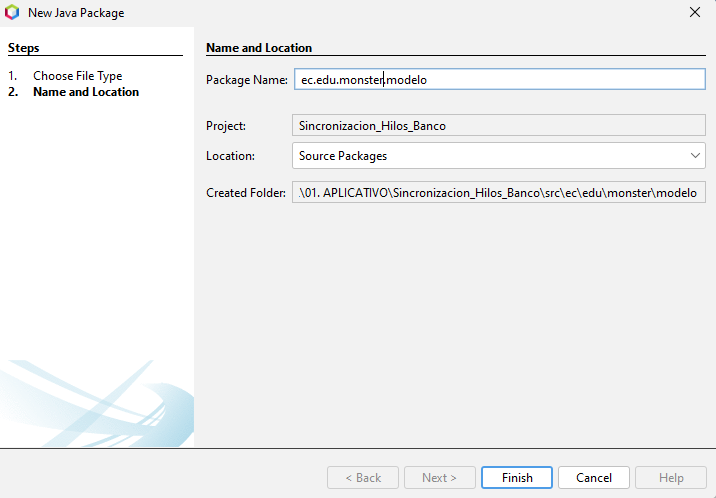 New Java Package
Steps
1. Choose File Type
2. Name and Location
Name and Location
Package Name: ec.edu.monster.modelo
Project: Sincronizacion_Hilos_Banco
Location: Source Packages
Created Folder: .\01. APLICATIVO\Sincronizacion_Hilos_Banco\src\ec\edu\monster\modelo
< Back Next > Finish Cancel Help